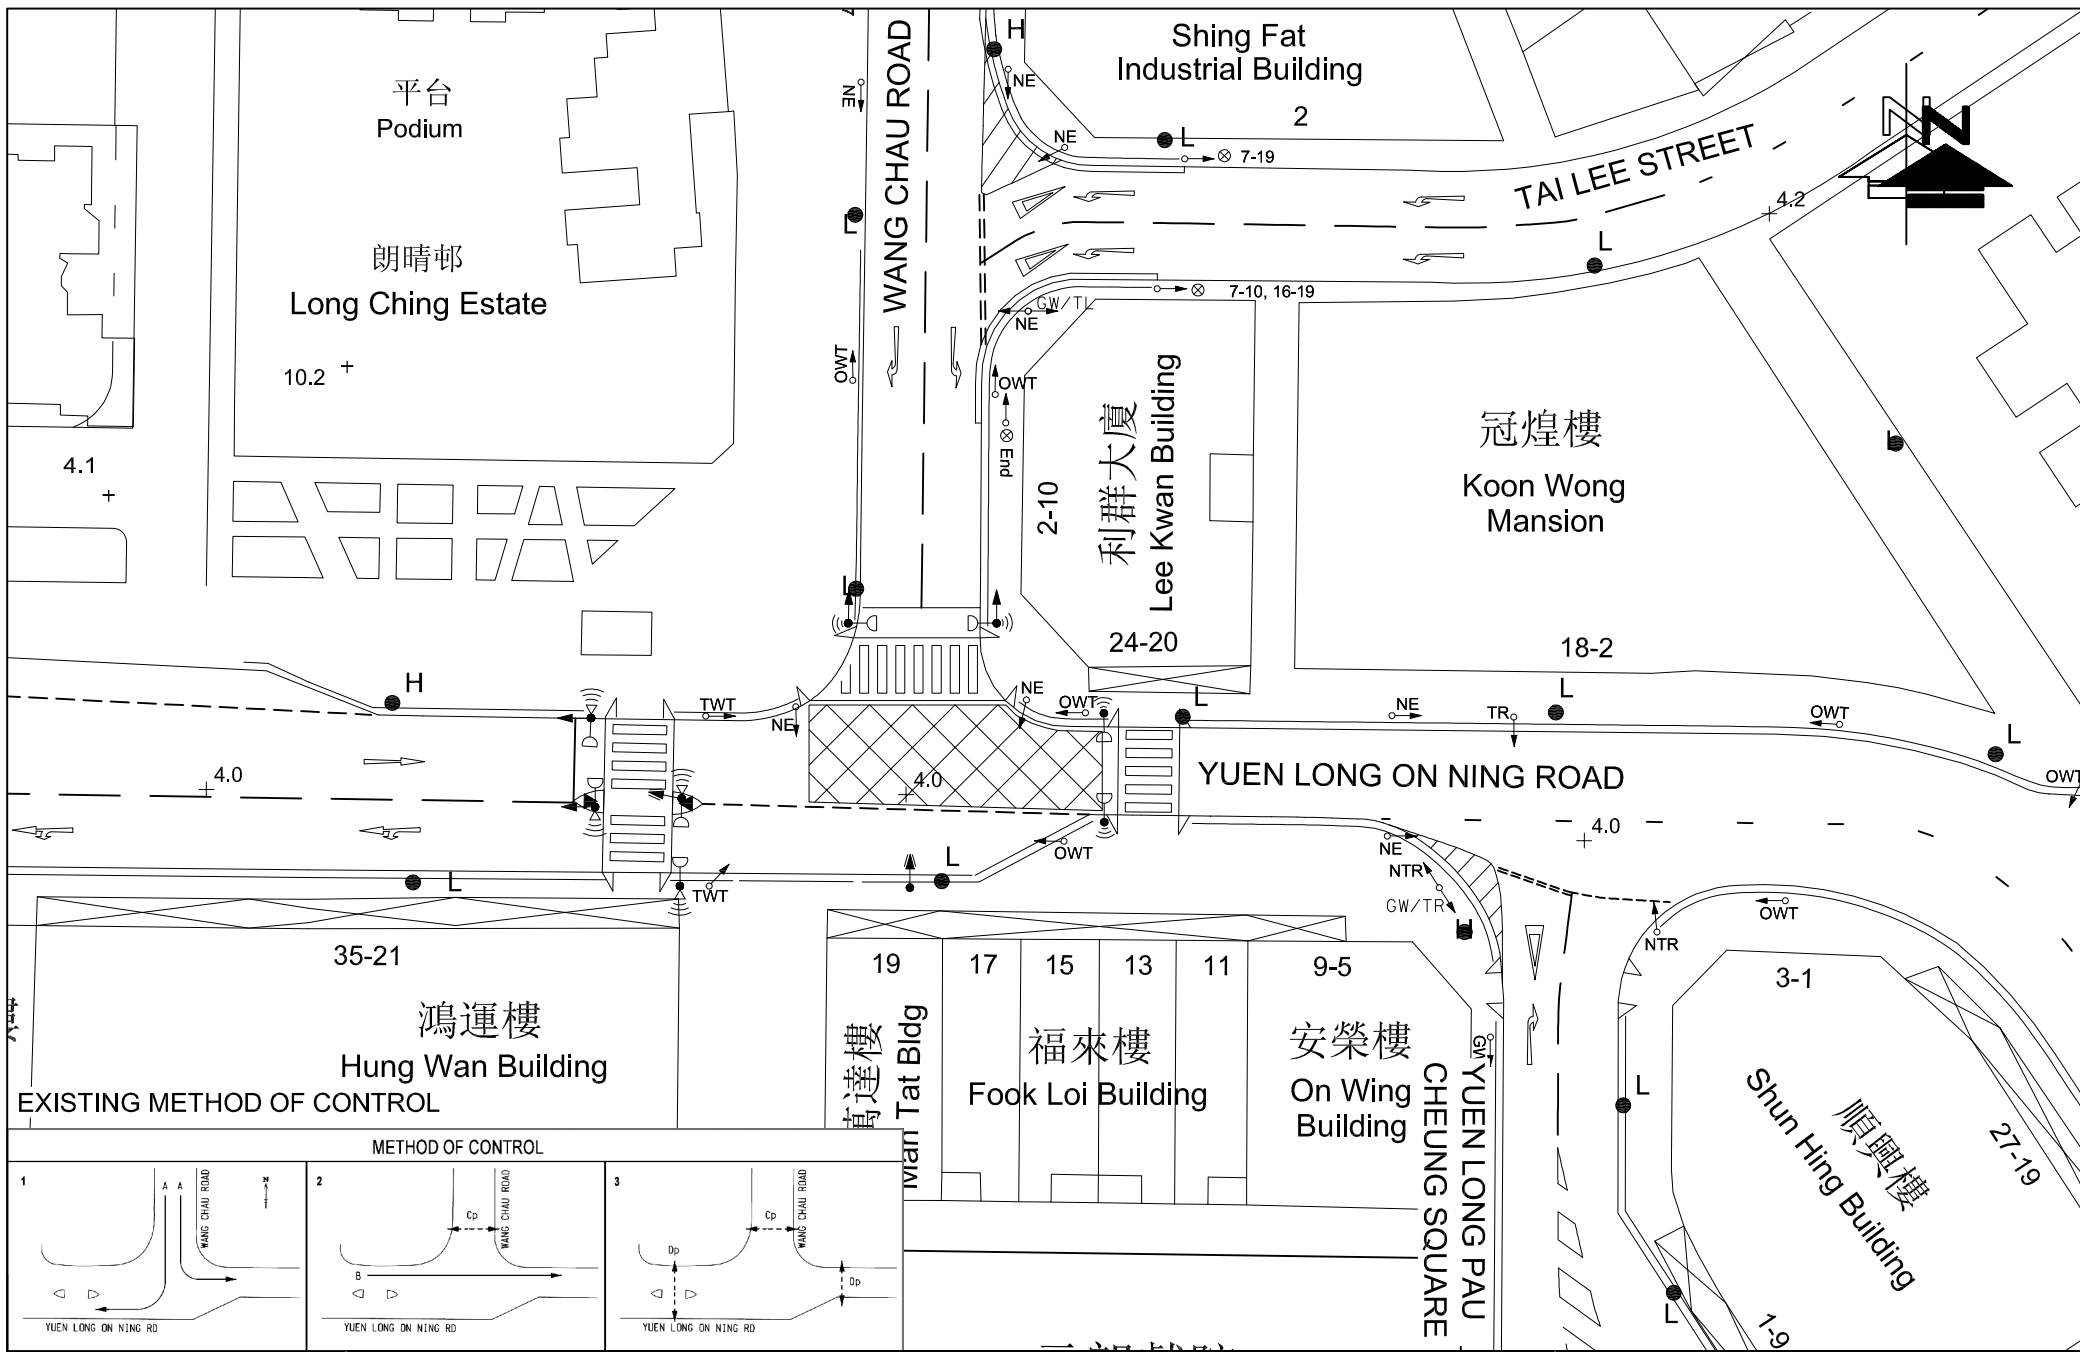 H
Shing Fat
Industrial Building
2
WANG CHAU ROAD
NE
NE
NE
L
7-19
平台
Podium
TAI LEE STREET
4.2
L
L
朗晴邨
Long Ching Estate
10.2
7-10, 16-19
GW/TL
NE
OWT
OWT
End
4.1
利群大廈
Lee Kwan Building
2-10
24-20
冠煌樓
Koon Wong
Mansion
18-2
L
L
H
TWT
NE
NE
OWT
L
NE
TR
L
OWT
L
OWT
4.0
4.0
YUEN LONG ON NING ROAD
4.0
L
TWT
L
OWT
NE
NTR
GW/TR
H
NTR
OWT
35-21
鴻運樓
Hung Wan Building
19
17
15
13
11
9-5
3-1
萬達樓
Man Tat Bldg
福來樓
Fook Loi Building
安榮樓
On Wing
Building
GW
YUEN LONG PAU
CHEUNG SQUARE
L
順興樓
Shun Hing Building
27-19
1-9
L
EXISTING METHOD OF CONTROL
METHOD OF CONTROL
1
A A
WANG CHAU ROAD
N
YUEN LONG ON NING RD
2
Cp
WANG CHAU ROAD
B
YUEN LONG ON NING RD
3
Cp
WANG CHAU ROAD
Dp
Dp
YUEN LONG ON NING RD